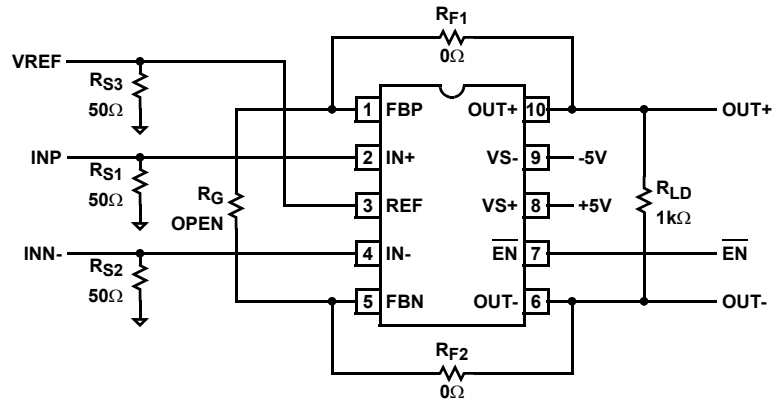 RF1
0Ω
VREF
RS3
50Ω
1 FBP OUT+ 10 OUT+
INP
RS1
50Ω
2 IN+ VS- 9 -5V
RG
OPEN
3 REF VS+ 8 +5V
RLD
1kΩ
INN-
RS2
50Ω
4 IN- EN 7 EN
5 FBN OUT- 6 OUT-
RF2
0Ω